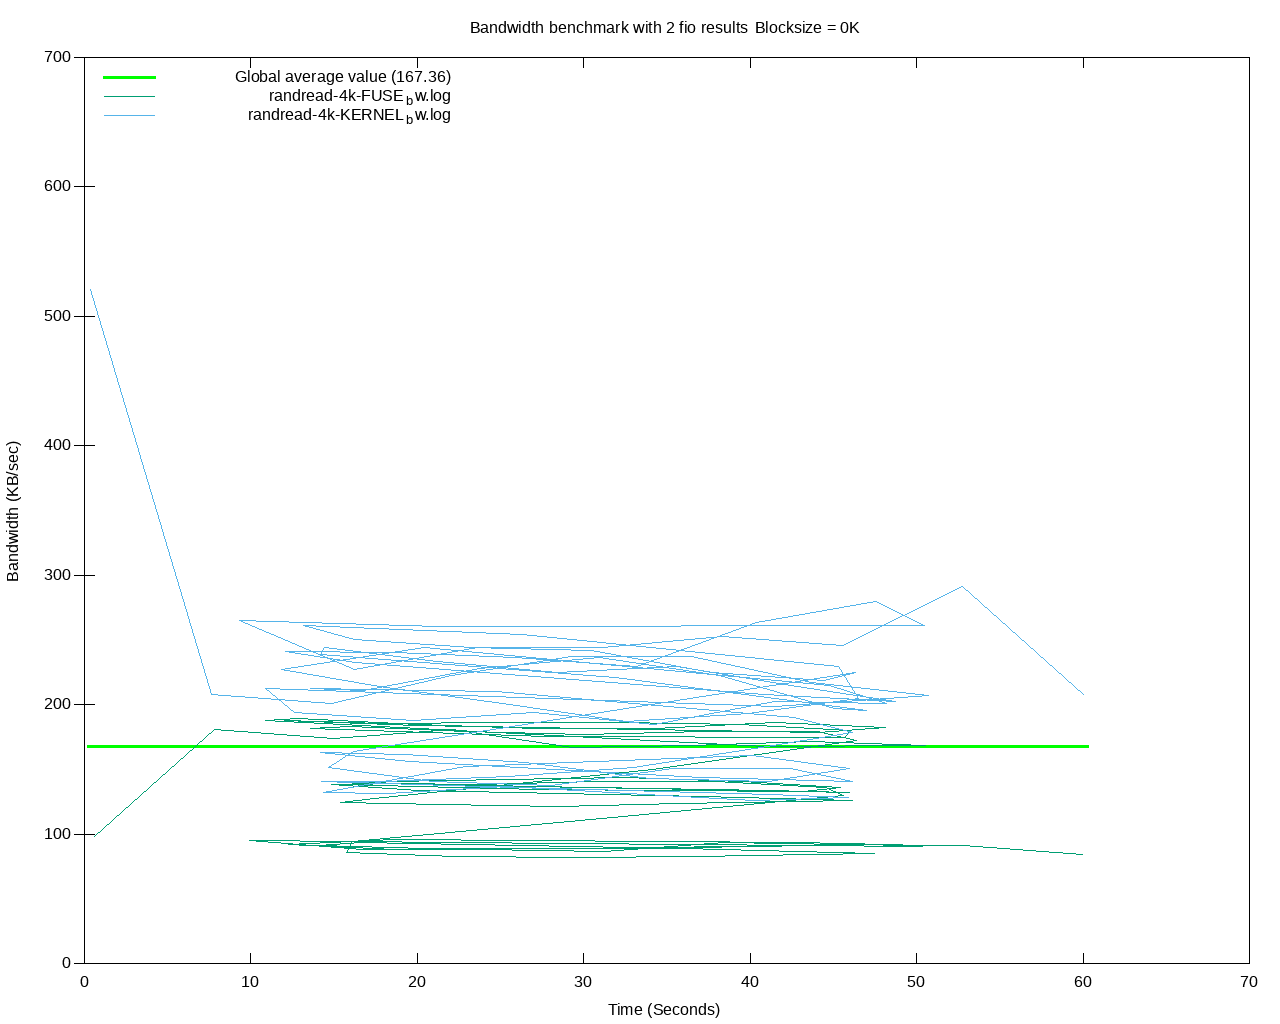 Bandwidth benchmark with 2 fio results Blocksize = 0K
700
Global average value (167.36)
randread-4k-FUSEbw.log
randread-4k-KERNELbw.log
600
500
400
Bandwidth (KB/sec)
300
200
100
0
0 10 20 30 40 50 60 70
Time (Seconds)